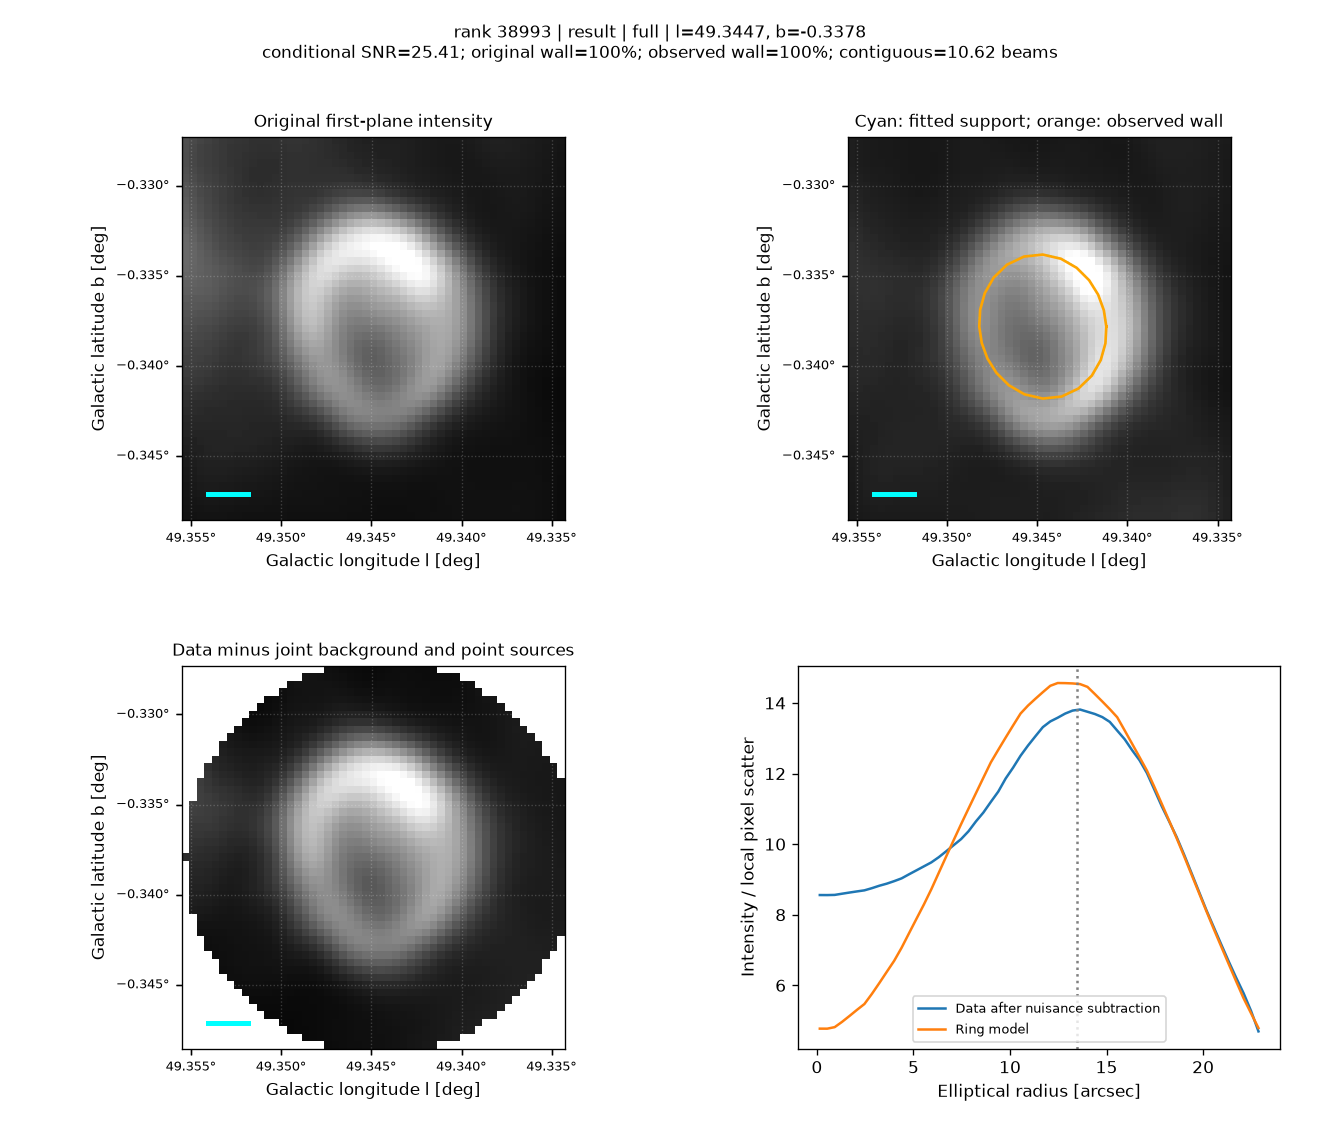 rank 38993 | result | full | l=49.3447, b=-0.3378
conditional SNR=25.41; original wall=100%; observed wall=100%; contiguous=10.62 beams
Original first-plane intensity
Galactic latitude b [deg]
−0.330°
−0.335°
−0.340°
−0.345°
49.355°
49.350°
49.345°
49.340°
49.335°
Galactic longitude l [deg]
Cyan: fitted support; orange: observed wall
Galactic latitude b [deg]
−0.330°
−0.335°
−0.340°
−0.345°
49.355°
49.350°
49.345°
49.340°
49.335°
Galactic longitude l [deg]
Data minus joint background and point sources
Galactic latitude b [deg]
−0.330°
−0.335°
−0.340°
−0.345°
49.355°
49.350°
49.345°
49.340°
49.335°
Galactic longitude l [deg]
Intensity / local pixel scatter
14
12
10
8
6
Data after nuisance subtraction
Ring model
0
5
10
15
20
Elliptical radius [arcsec]